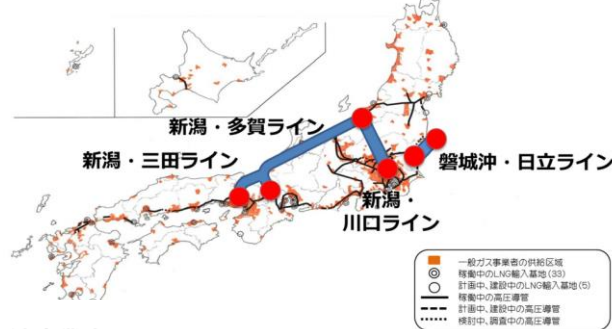 新潟・多賀ライン
新潟・三田ライン
磐城沖・日立ライン
新潟・
川口ライン
一般ガス事業者の供給区域
稼働中のLNG輸入基地(33)
計画中、建設中のLNG輸入基地(5)
稼働中の高圧導管
計画中、建設中の高圧導管
検討中、調査中の高圧導管